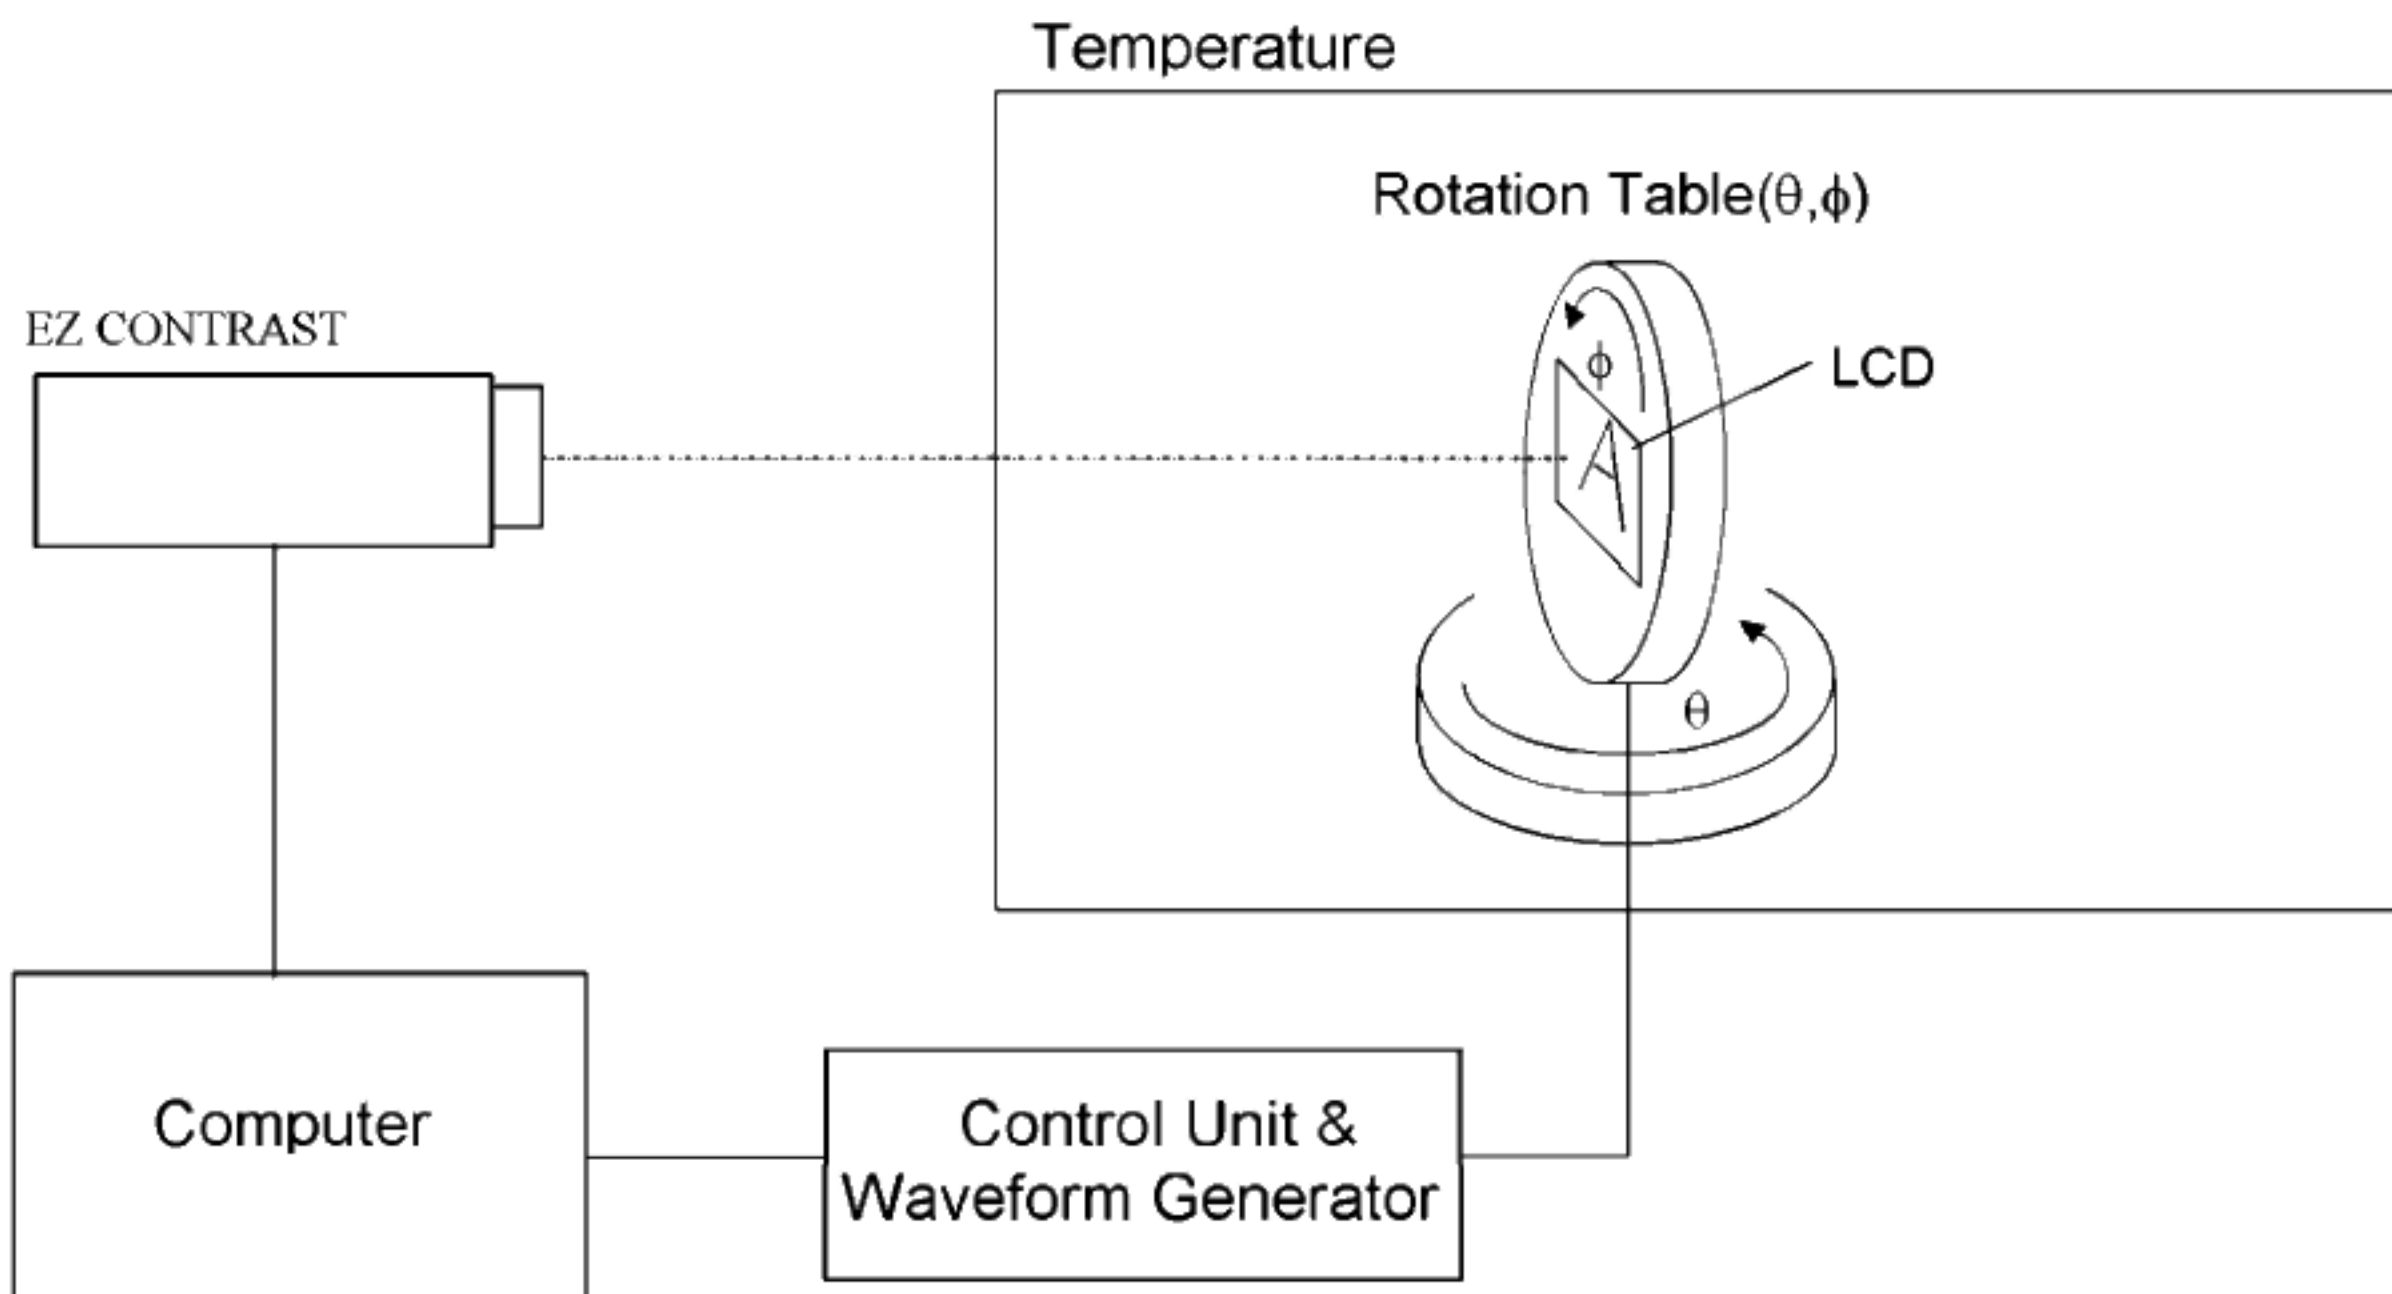 Temperature
Rotation Table(θ,ϕ)
EZ CONTRAST
ϕ
LCD
A
θ
Computer
Control Unit &
Waveform Generator